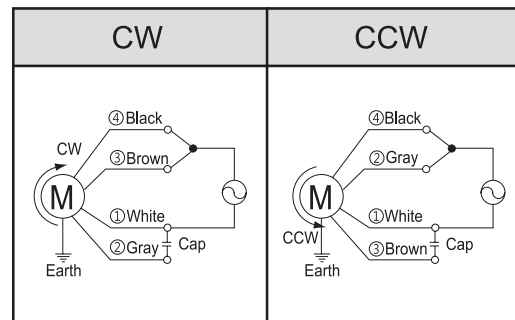 CW
CCW
④Black
CW
③Brown
M
①White
②Gray
Cap
Earth
④Black
②Gray
M
①White
CCW
③Brown
Cap
Earth